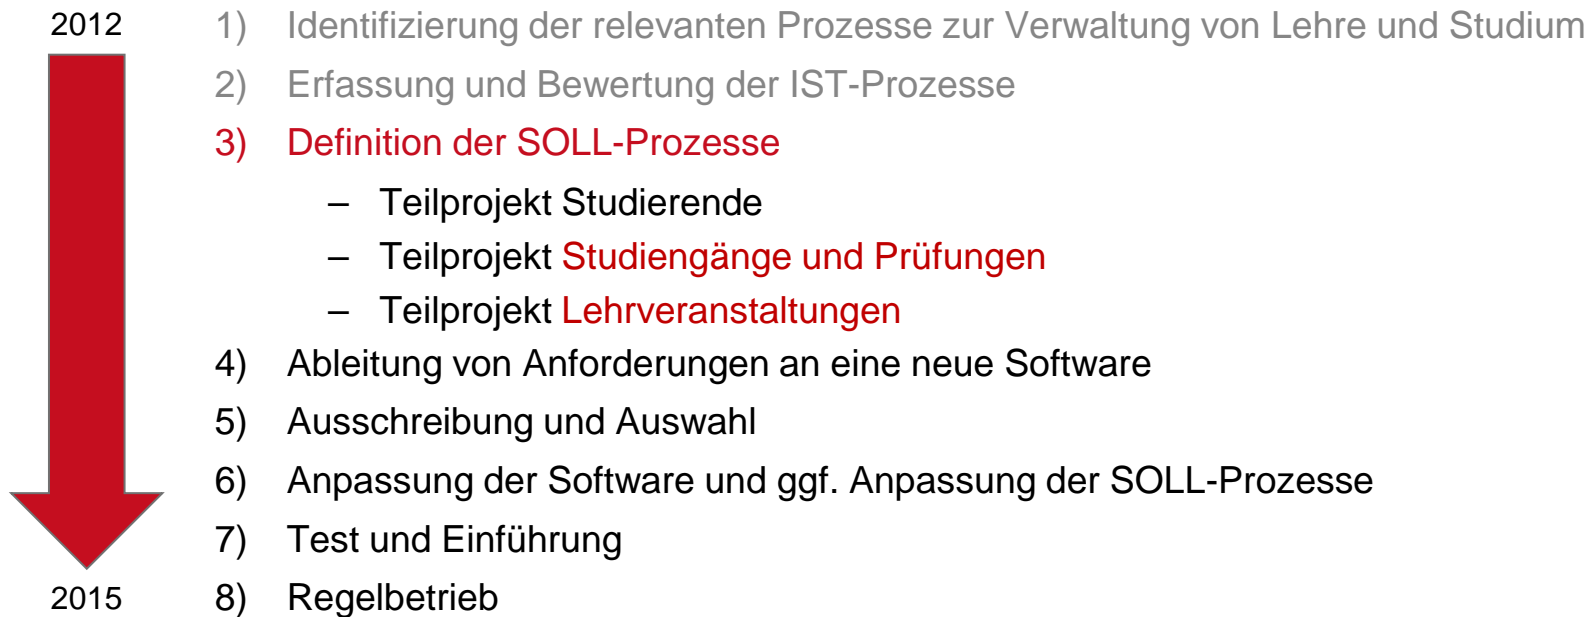 2012
1) Identifizierung der relevanten Prozesse zur Verwaltung von Lehre und Studium
2) Erfassung und Bewertung der IST-Prozesse
3) Definition der SOLL-Prozesse
– Teilprojekt Studierende
– Teilprojekt Studiengänge und Prüfungen
– Teilprojekt Lehrveranstaltungen
4) Ableitung von Anforderungen an eine neue Software
5) Ausschreibung und Auswahl
6) Anpassung der Software und ggf. Anpassung der SOLL-Prozesse
7) Test und Einführung
2015
8) Regelbetrieb